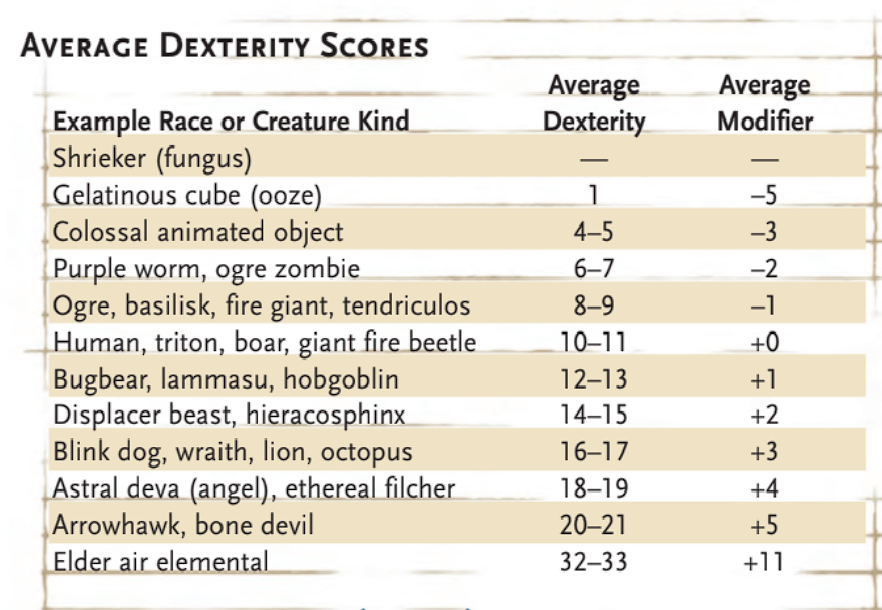 AVERAGE DEXTERITY SCORES
Average Average
Example Race or Creature Kind Dexterity Modifier
Shrieker (fungus) — —
Gelatinous cube (ooze) 1 –5
Colossal animated object 4–5 –3
Purple worm, ogre zombie 6–7 –2
Ogre, basilisk, fire giant, tendriculos 8–9 –1
Human, triton, boar, giant fire beetle 10–11 +0
Bugbear, lammasu, hobgoblin 12–13 +1
Displacer beast, hieracosphinx 14–15 +2
Blink dog, wraith, lion, octopus 16–17 +3
Astral deva (angel), ethereal filcher 18–19 +4
Arrowhawk, bone devil 20–21 +5
Elder air elemental 32–33 +11